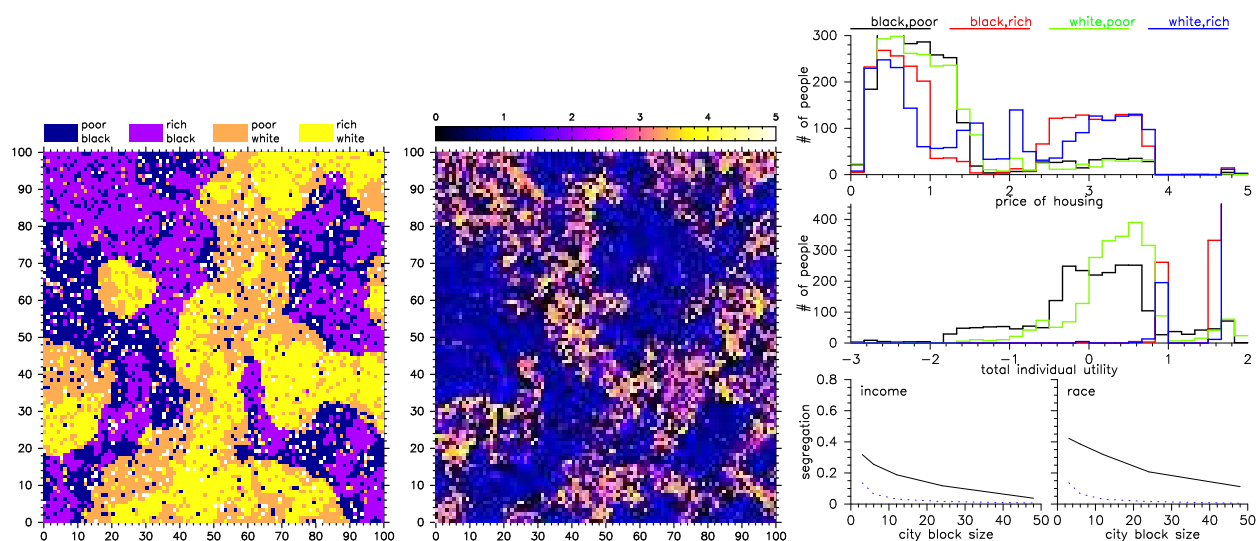 poor black
rich black
poor white
rich white
100
90
80
70
60
50
40
30
20
10
0
0 10 20 30 40 50 60 70 80 90 100
0 1 2 3 4 5
100
90
80
70
60
50
40
30
20
10
0
0 10 20 30 40 50 60 70 80 90 100
black,poor black,rich white,poor white,rich
# of people
300
200
100
0
0 1 2 3 4 5
price of housing
# of people
400
300
200
100
0
−3 −2 −1 0 1 2
total individual utility
segregation
0.8
0.6
0.4
0.2
0.0
income
0 10 20 30 40 50
city block size
race
0 10 20 30 40 50
city block size